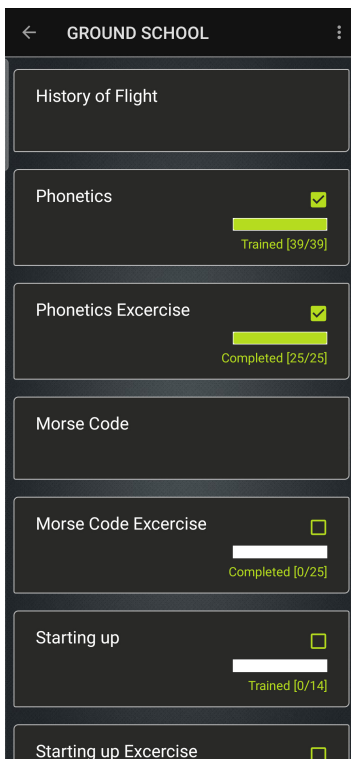 GROUND SCHOOL
History of Flight
Phonetics
Trained [39/39]
Phonetics Excercise
Completed [25/25]
Morse Code
Morse Code Excercise
Completed [0/25]
Starting up
Trained [0/14]
Starting up Excercise